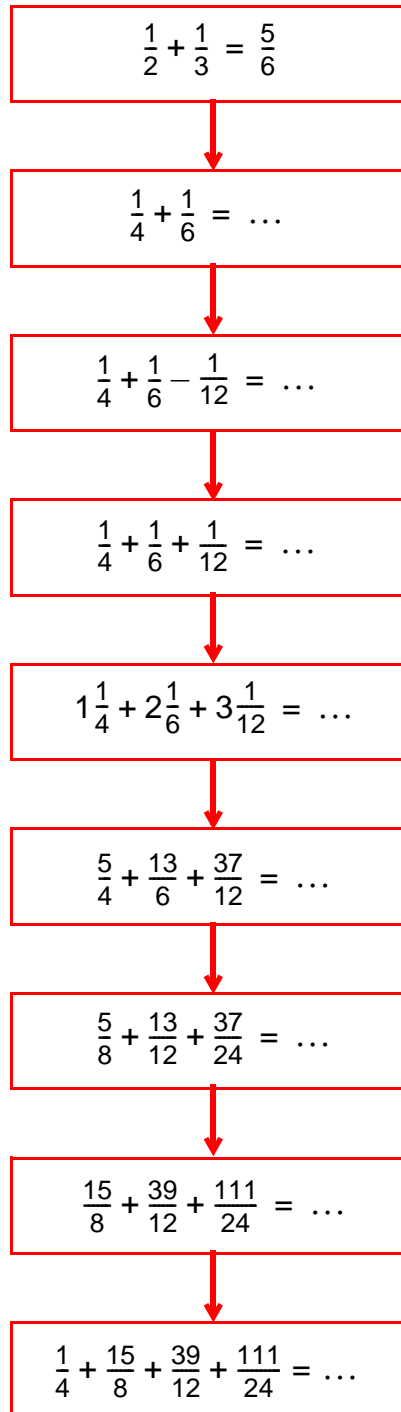 1/2 + 1/3 = 5/6
1/4 + 1/6 = ...
1/4 + 1/6 − 1/12 = ...
1/4 + 1/6 + 1/12 = ...
1 1/4 + 2 1/6 + 3 1/12 = ...
5/4 + 13/6 + 37/12 = ...
5/8 + 13/12 + 37/24 = ...
15/8 + 39/12 + 111/24 = ...
1/4 + 15/8 + 39/12 + 111/24 = ...